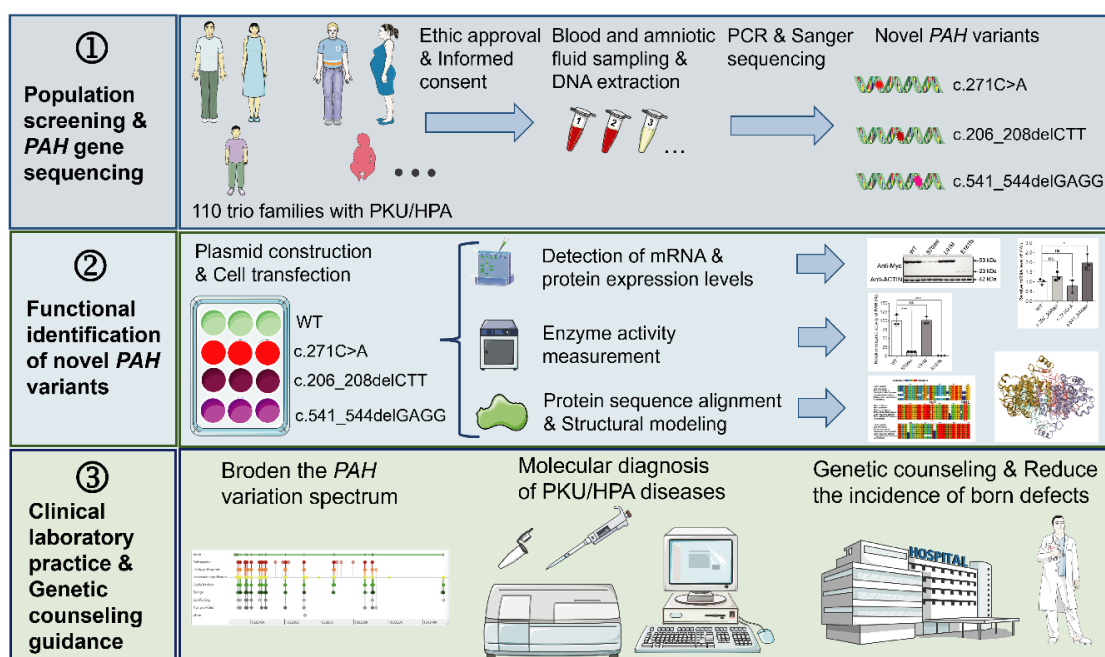 ①
Population
screening &
PAH gene
sequencing
Ethic approval
& Informed
consent
Blood and amniotic
fluid sampling &
DNA extraction
PCR & Sanger
sequencing
Novel PAH variants
c.271C>A
c.206_208delCTT
c.541_544delGAGG
1
2
3
...
110 trio families with PKU/HPA
②
Functional
identification
of novel PAH
variants
Plasmid construction
& Cell transfection
WT
c.271C>A
c.206_208delCTT
c.541_544delGAGG
Detection of mRNA &
protein expression levels
Enzyme activity
measurement
Protein sequence alignment
& Structural modeling
WT
Anti-Myc
Anti-ACTIN
③
Clinical
laboratory
practice &
Genetic
counseling
guidance
Broden the PAH
variation spectrum
Molecular diagnosis
of PKU/HPA diseases
Genetic counseling & Reduce
the incidence of born defects
HOSPITAL